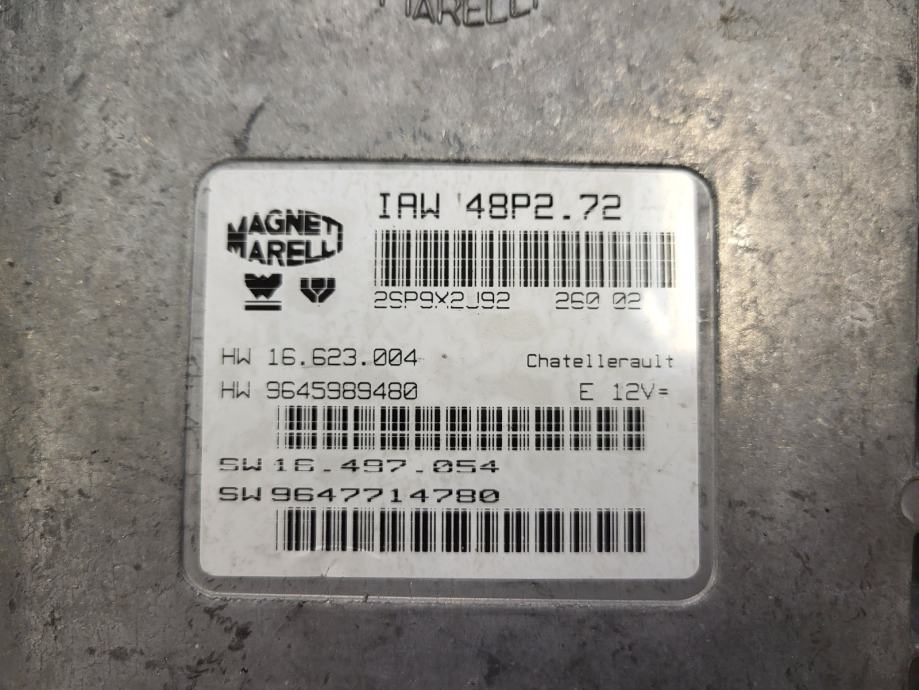 MARELLI
MAGNETI
MARELLI
IAW 48P2.72
2SP9X2J92 260 02
HW 16.623.004 Chatellerault
HW 9645989480 E 12V=
SW 16.497.054
SW 9647714780